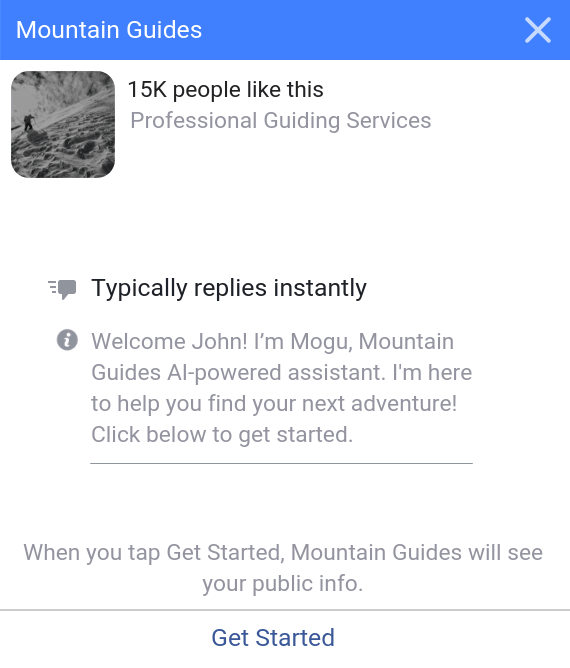 Mountain Guides
15K people like this
Professional Guiding Services
Typically replies instantly
Welcome John! I’m Mogu, Mountain
Guides AI-powered assistant. I'm here
to help you find your next adventure!
Click below to get started.
When you tap Get Started, Mountain Guides will see
your public info.
Get Started